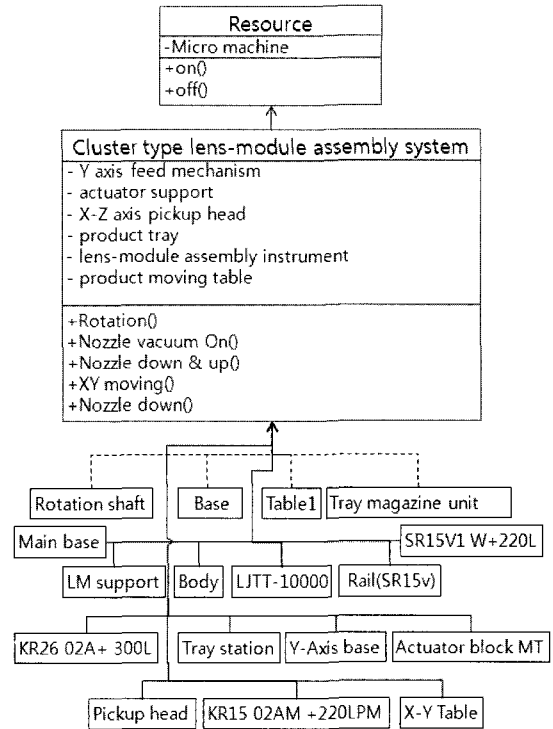 Resource
-Micro machine
+on()
+off()
Cluster type lens-module assembly system
- Y axis feed mechanism
- actuator support
- X-Z axis pickup head
- product tray
- lens-module assembly instrument
- product moving table
+Rotation()
+Nozzle vacuum On()
+Nozzle down & up()
+XY moving()
+Nozzle down()
Rotation shaft
Base
Table1
Tray magazine unit
Main base
SR15V1 W+220L
LM support
Body
LJTT-10000
Rail(SR15v)
KR26 02A+ 300L
Tray station
Y-Axis base
Actuator block MT
Pickup head
KR15 02AM +220LPM
X-Y Table